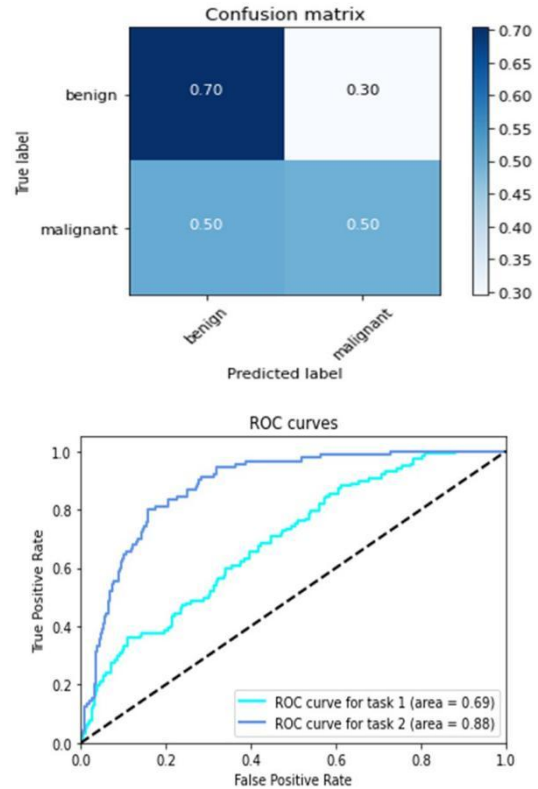 Confusion matrix
True label
benign
0.70
0.30
malignant
0.50
0.50
benign
malignant
Predicted label
0.70
0.65
0.60
0.55
0.50
0.45
0.40
0.35
0.30
ROC curves
True Positive Rate
1.0
0.8
0.6
0.4
0.2
0.0
ROC curve for task 1 (area = 0.69)
ROC curve for task 2 (area = 0.88)
0.0
0.2
0.4
0.6
0.8
1.0
False Positive Rate